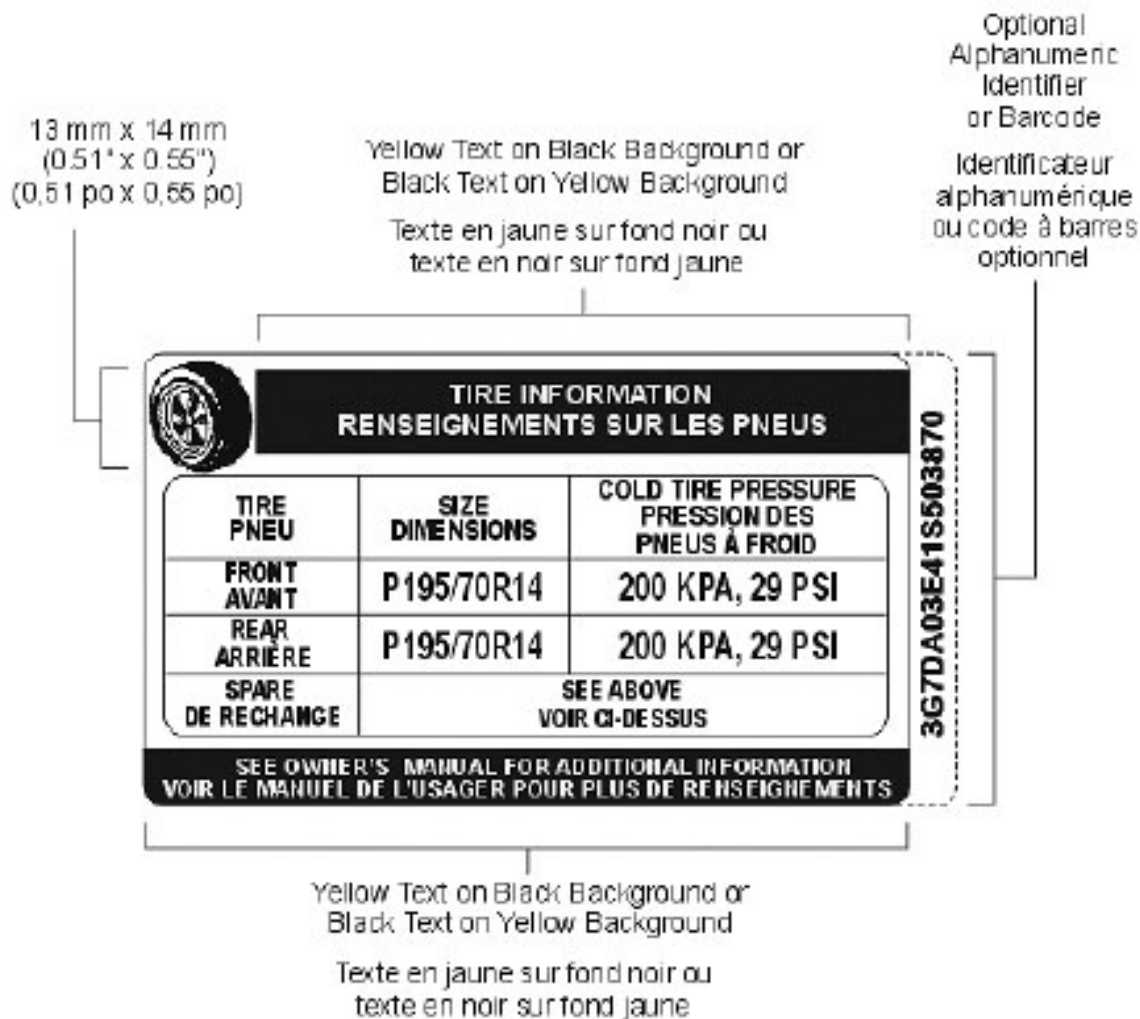 Optional
Alphanumeric
Identifier
or Barcode
Identificateur
alphanumérique
ou code à barres
optionnel
13 mm x 14 mm
(0.51" x 0.55")
(0,51 po x 0,55 po)
Yellow Text on Black Background or
Black Text on Yellow Background
Texte en jaune sur fond noir ou
texte en noir sur fond jaune
TIRE INFORMATION
RENSEIGNEMENTS SUR LES PNEUS
TIRE
PNEU
SIZE
DIMENSIONS
COLD TIRE PRESSURE
PRESSION DES
PNEUS À FROID
FRONT
AVANT
P195/70R14
200 KPA, 29 PSI
REAR
ARRIÈRE
P195/70R14
200 KPA, 29 PSI
SPARE
DE RECHANGE
SEE ABOVE
VOIR CI-DESSUS
SEE OWNER'S MANUAL FOR ADDITIONAL INFORMATION
VOIR LE MANUEL DE L'USAGER POUR PLUS DE RENSEIGNEMENTS
3G7DA03E41S503870
Yellow Text on Black Background or
Black Text on Yellow Background
Texte en jaune sur fond noir ou
texte en noir sur fond jaune